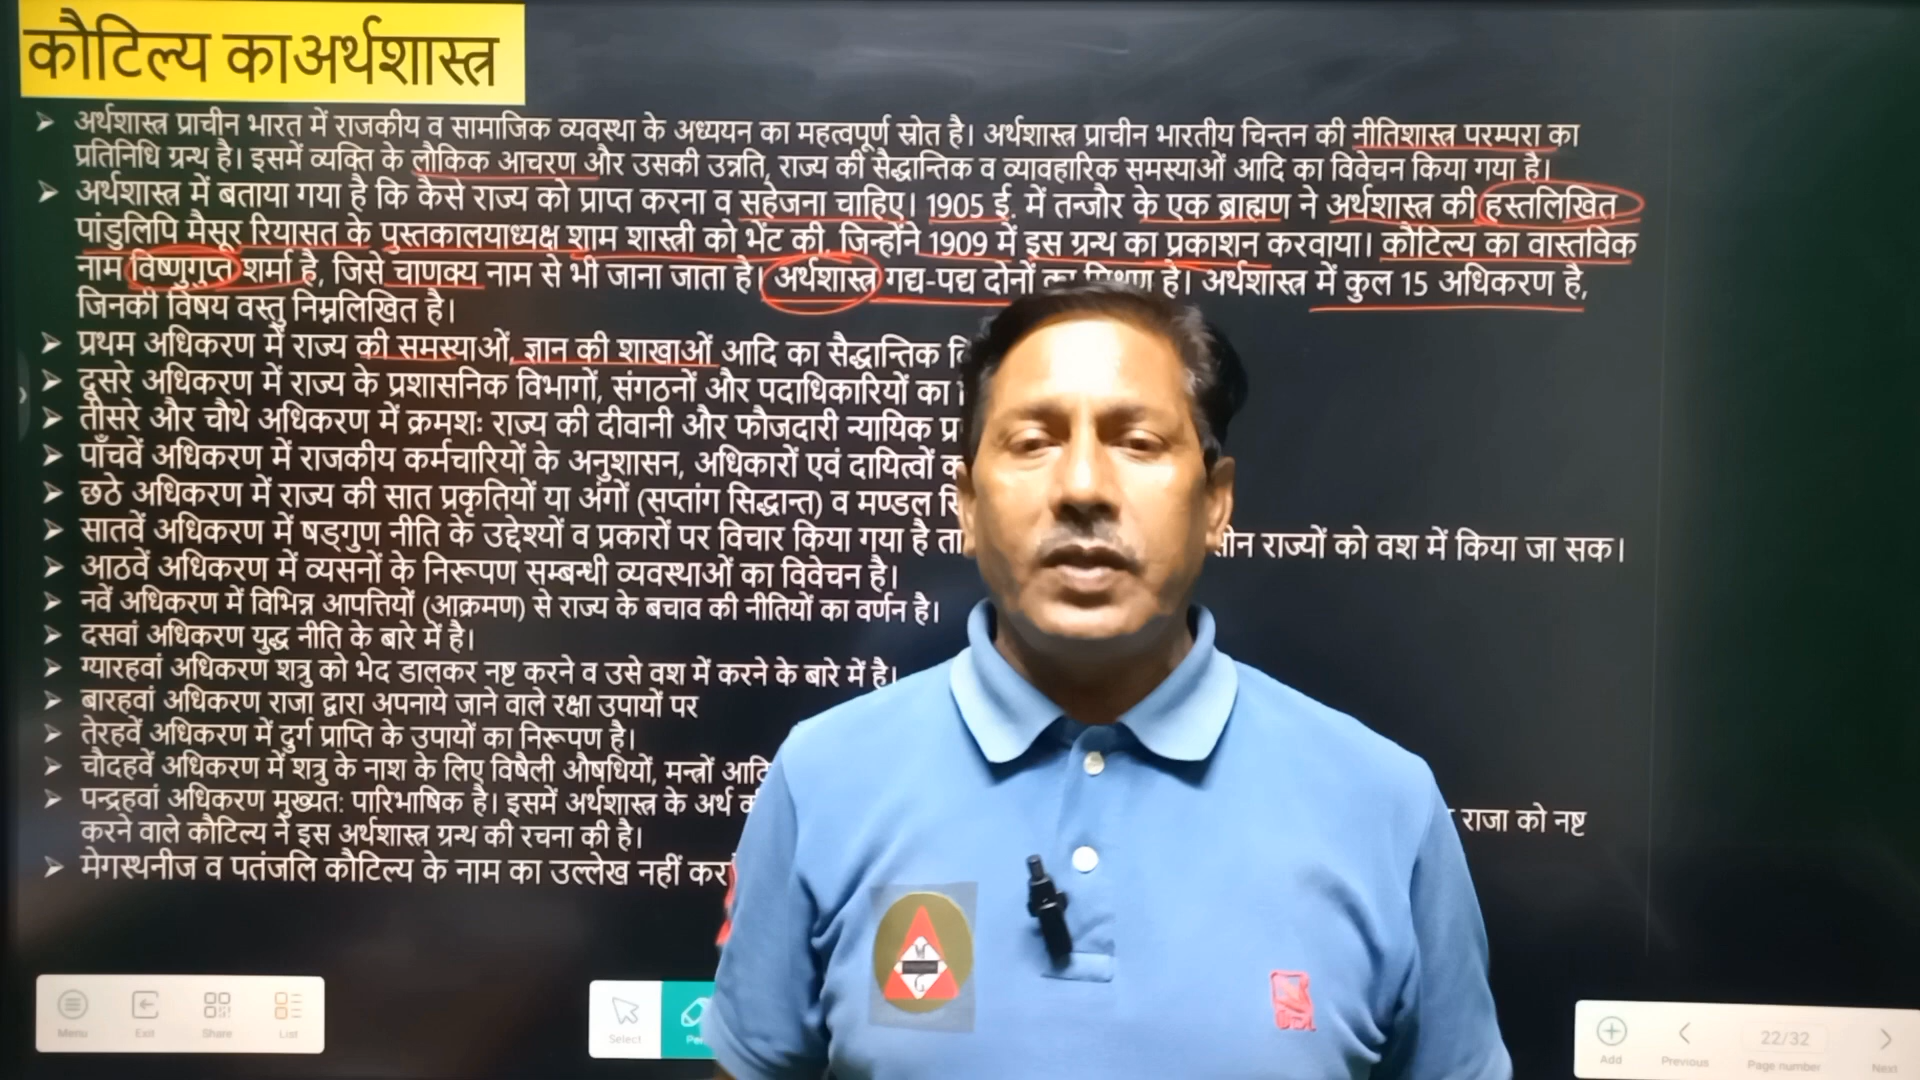 कौटिल्य काअर्थशास्त्र
➤ अर्थशास्त्र प्राचीन भारत में राजकीय व सामाजिक व्यवस्था के अध्ययन का महत्वपूर्ण स्रोत है। अर्थशास्त्र प्राचीन भारतीय चिन्तन की नीतिशास्त्र परम्परा का
प्रतिनिधि ग्रन्थ है। इसमें व्यक्ति के लौकिक आचरण और उसकी उन्नति, राज्य की सैद्धान्तिक व व्यावहारिक समस्याओं आदि का विवेचन किया गया है।
➤ अर्थशास्त्र में बताया गया है कि कैसे राज्य को प्राप्त करना व सहेजना चाहिए। 1905 ई. में तन्जौर के एक ब्राह्मण ने अर्थशास्त्र की हस्तलिखित
पांडुलिपि मैसूर रियासत के पुस्तकालयाध्यक्ष शाम शास्त्री को भेंट की, जिन्होंने 1909 में इस ग्रन्थ का प्रकाशन करवाया। कौटिल्य का वास्तविक
नाम विष्णुगुप्त शर्मा है, जिसे चाणक्य नाम से भी जाना जाता है। अर्थशास्त्र गद्य-पद्य दोनों का मिश्रण है। अर्थशास्त्र में कुल 15 अधिकरण है,
जिनकी विषय वस्तु निम्नलिखित है।
➤ प्रथम अधिकरण में राज्य की समस्याओं, ज्ञान की शाखाओं आदि का सैद्धान्तिक
➤ दूसरे अधिकरण में राज्य के प्रशासनिक विभागों, संगठनों और पदाधिकारियों का
➤ तीसरे और चौथे अधिकरण में क्रमशः राज्य की दीवानी और फौजदारी न्यायिक
➤ पाँचवें अधिकरण में राजकीय कर्मचारियों के अनुशासन, अधिकारों एवं दायित्वों
➤ छठे अधिकरण में राज्य की सात प्रकृतियों या अंगों (सप्तांग सिद्धान्त) व मण्डल
➤ सातवें अधिकरण में षड्गुण नीति के उद्देश्यों व प्रकारों पर विचार किया गया है राज्यों को वश में किया जा सक।
➤ आठवें अधिकरण में व्यसनों के निरूपण सम्बन्धी व्यवस्थाओं का विवेचन है।
➤ नवें अधिकरण में विभिन्न आपत्तियों (आक्रमण) से राज्य के बचाव की नीतियों का वर्णन है।
➤ दसवां अधिकरण युद्ध नीति के बारे में है।
➤ ग्यारहवां अधिकरण शत्रु को भेद डालकर नष्ट करने व उसे वश में करने के बारे में है।
➤ बारहवां अधिकरण राजा द्वारा अपनाये जाने वाले रक्षा उपायों पर
➤ तेरहवें अधिकरण में दुर्ग प्राप्ति के उपायों का निरूपण है।
➤ चौदहवें अधिकरण में शत्रु के नाश के लिए विषैली औषधियों, मन्त्रों आदि
➤ पन्द्रहवां अधिकरण मुख्यत: पारिभाषिक है। इसमें अर्थशास्त्र के अर्थ राजा को नष्ट
करने वाले कौटिल्य ने इस अर्थशास्त्र ग्रन्थ की रचना की है।
➤ मेगस्थनीज व पतंजलि कौटिल्य के नाम का उल्लेख नहीं
Menu Exit Share List Select Add Previous 22/32 Page number Next